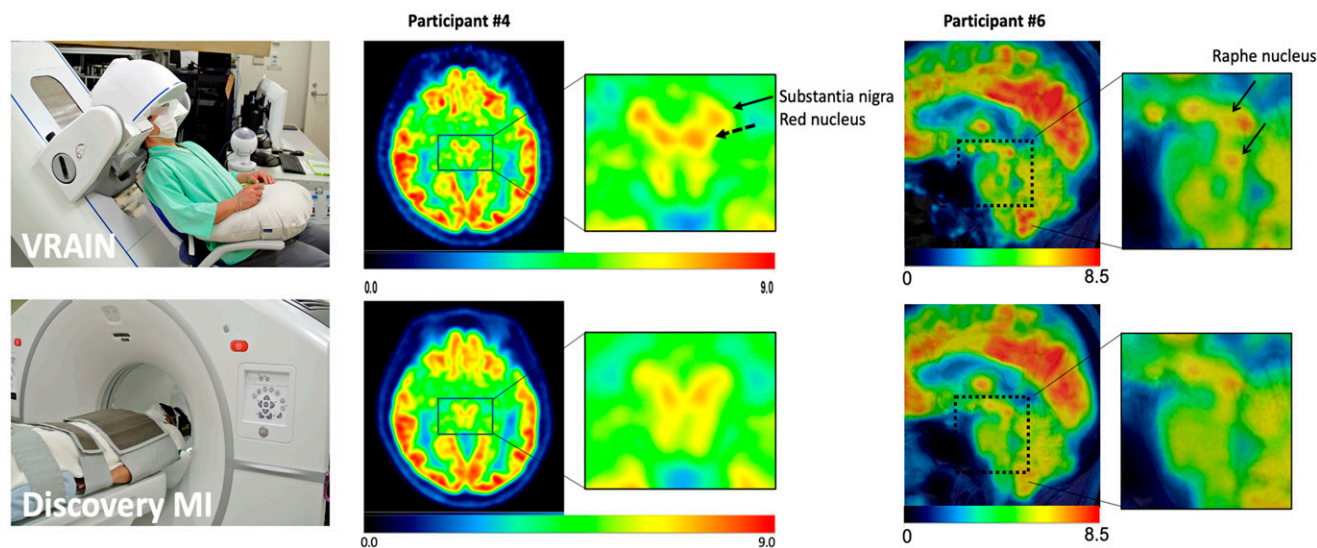 Participant #4
Participant #6
VRAIN
Substantia nigra
Red nucleus
Raphe nucleus
0.0
9.0
0
8.5
Discovery MI
0.0
9.0
0
8.5